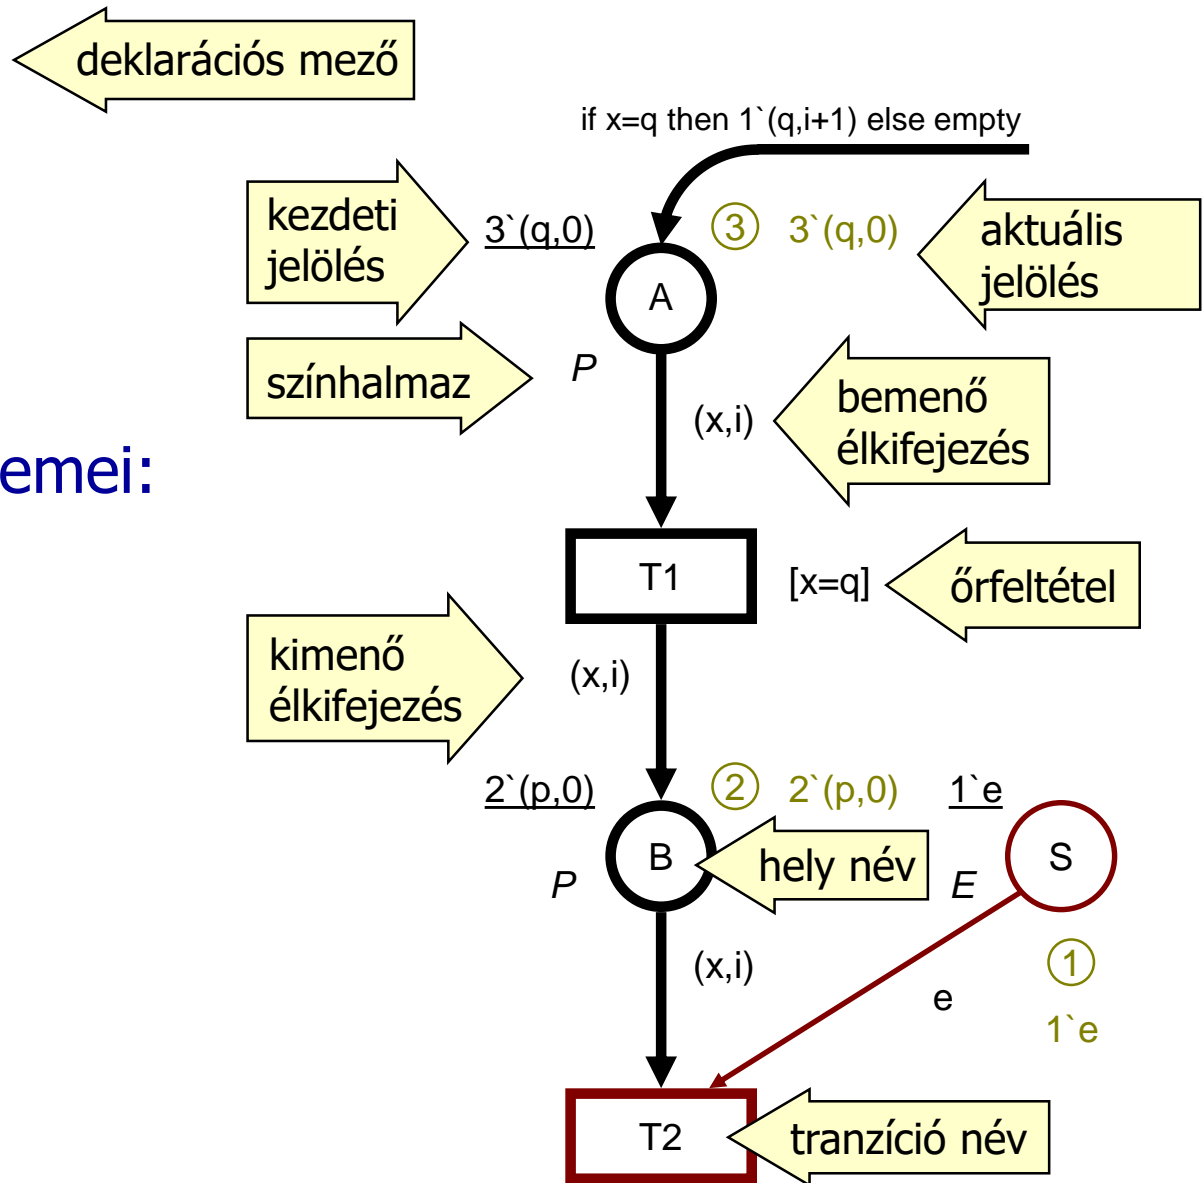 deklarációs mező
if x=q then 1`(q,i+1) else empty
kezdeti
jelölés
3`(q,0)
3
3`(q,0)
aktuális
jelölés
A
színhalmaz
P
(x,i)
bemenő
élkifejezés
emei:
T1
[x=q]
őrfeltétel
kimenő
élkifejezés
(x,i)
2`(p,0)
2
2`(p,0)
1`e
B
hely név
S
P
E
(x,i)
1
e
1`e
T2
tranzíció név